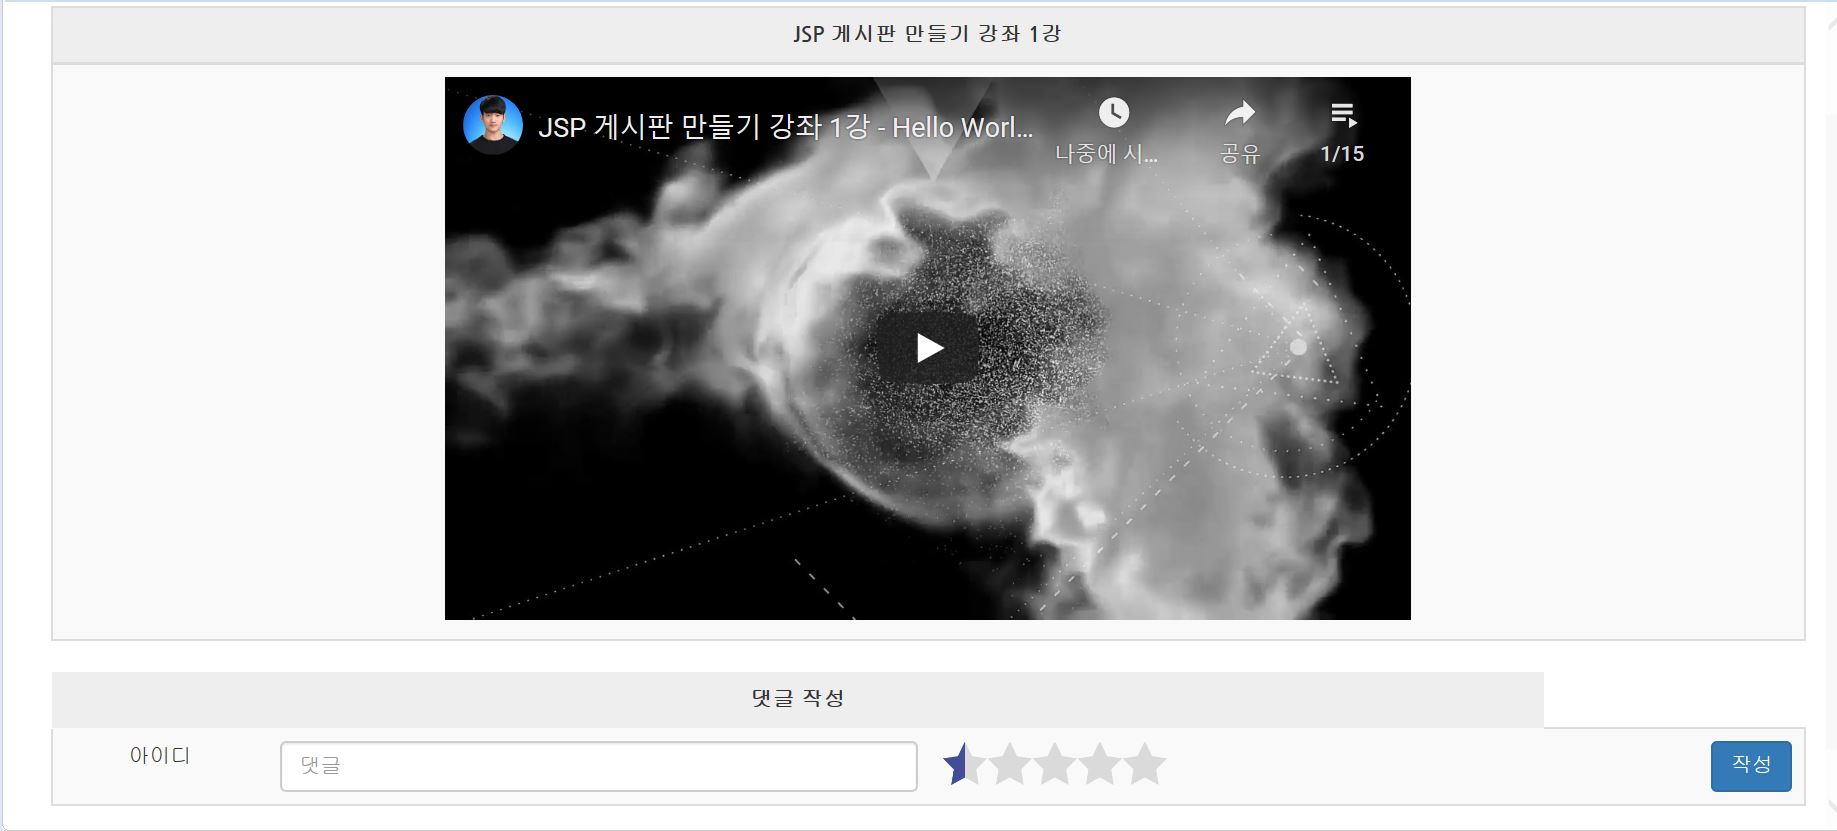 JSP 게시판 만들기 강좌 1강
JSP 게시판 만들기 강좌 1강 - Hello Worl...
나중에 시...
공유
1/15
댓글 작성
아이디
댓글
작성